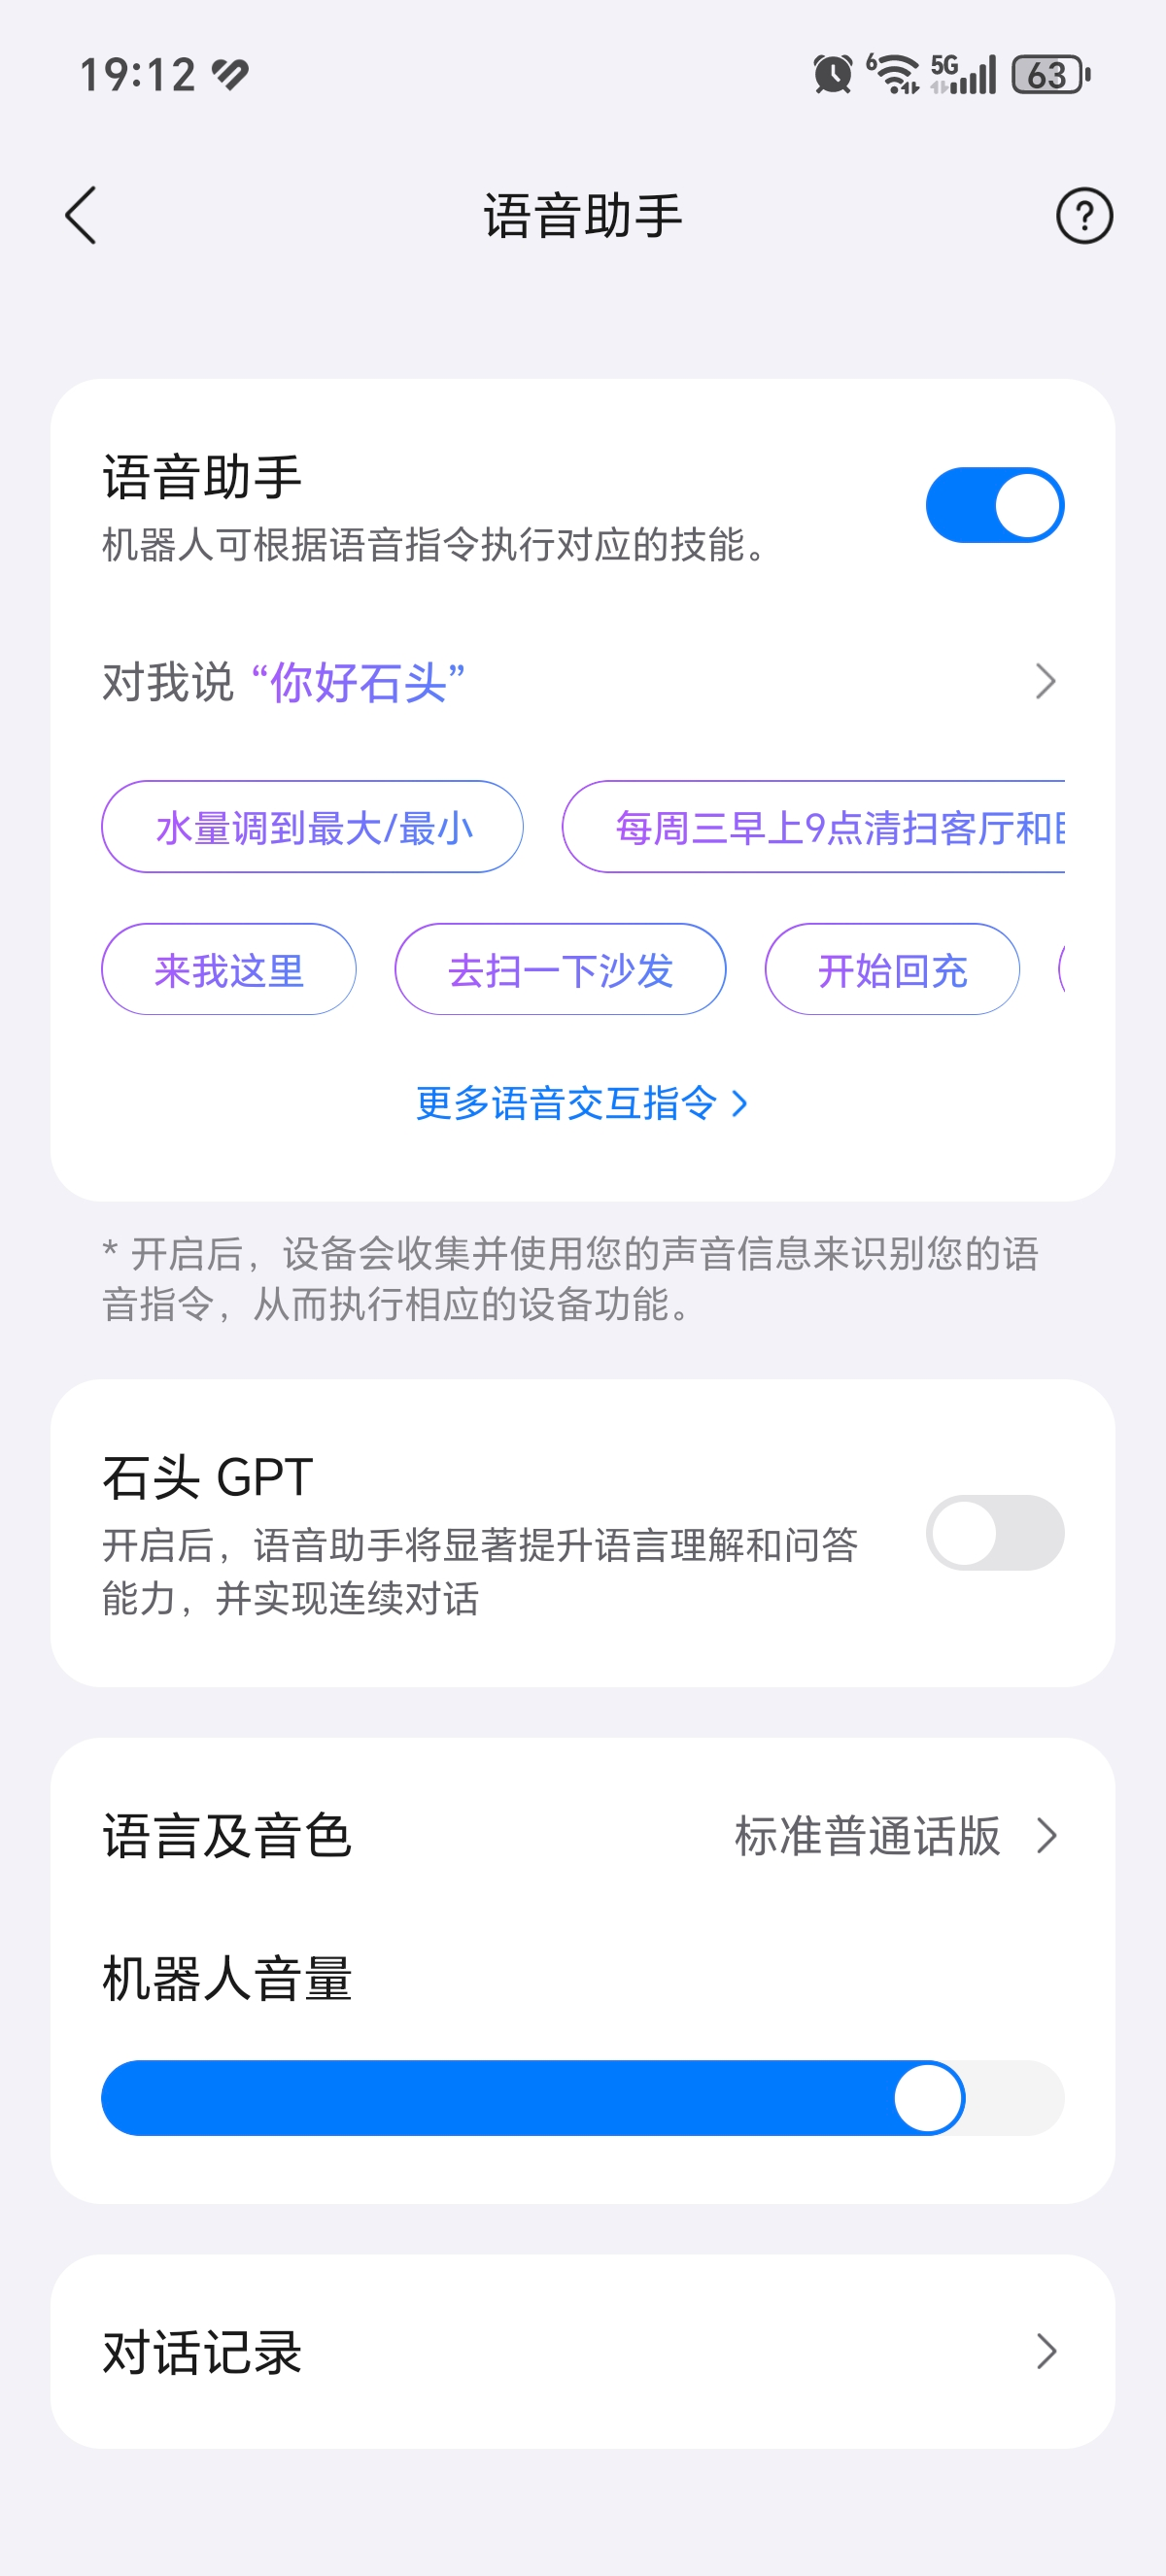 19:12 6 5G 63
语音助手 ?
语音助手
机器人可根据语音指令执行对应的技能。
对我说 “你好石头”
水量调到最大/最小 每周三早上9点清扫客厅和
来我这里 去扫一下沙发 开始回充
更多语音交互指令
* 开启后，设备会收集并使用您的声音信息来识别您的语
音指令，从而执行相应的设备功能。
石头 GPT
开启后，语音助手将显著提升语言理解和问答
能力，并实现连续对话
语言及音色 标准普通话版
机器人音量
对话记录